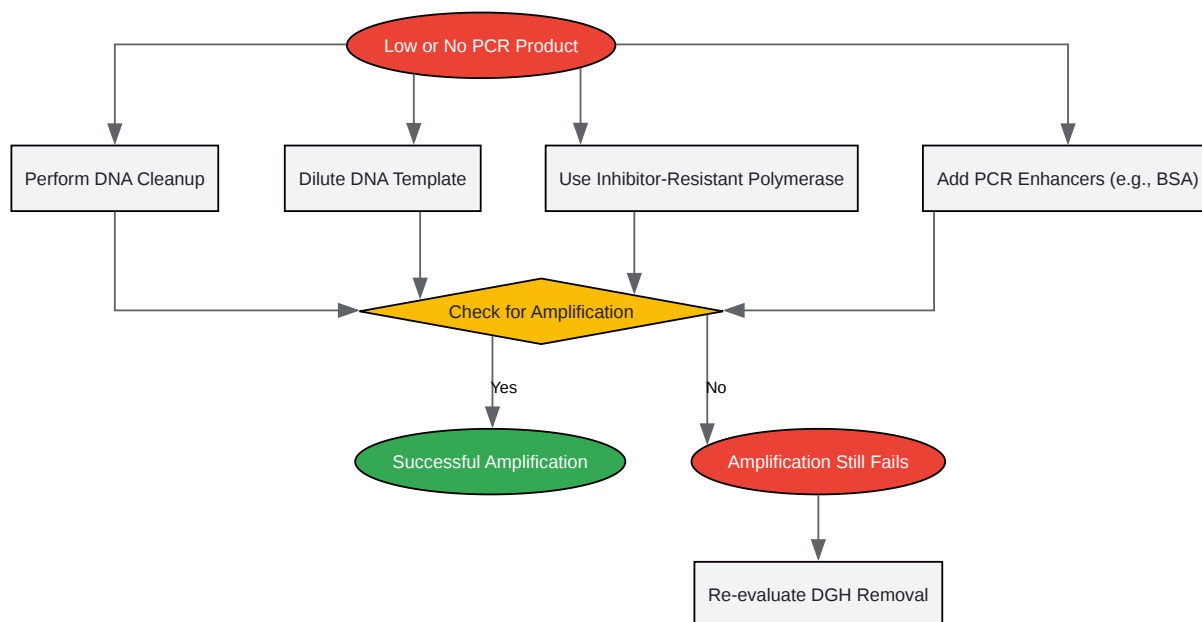 Low or No PCR Product
Perform DNA Cleanup
Dilute DNA Template
Use Inhibitor-Resistant Polymerase
Add PCR Enhancers (e.g., BSA)
Check for Amplification
Yes
No
Successful Amplification
Amplification Still Fails
Re-evaluate DGH Removal